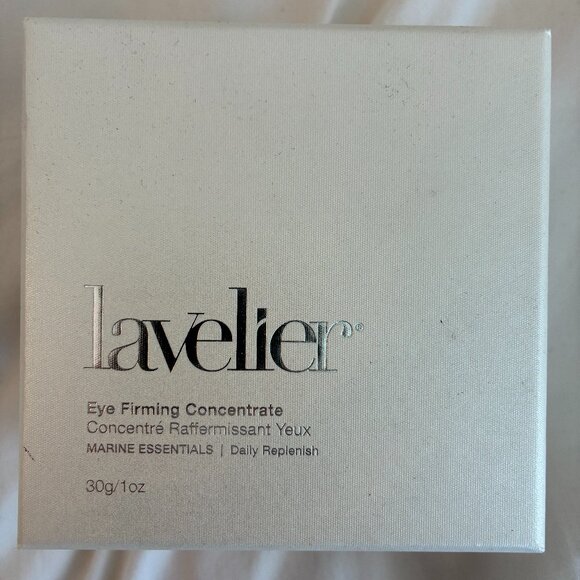 lavelier®
Eye Firming Concentrate
Concentré Raffermissant Yeux
MARINE ESSENTIALS | Daily Replenish
30g/1oz